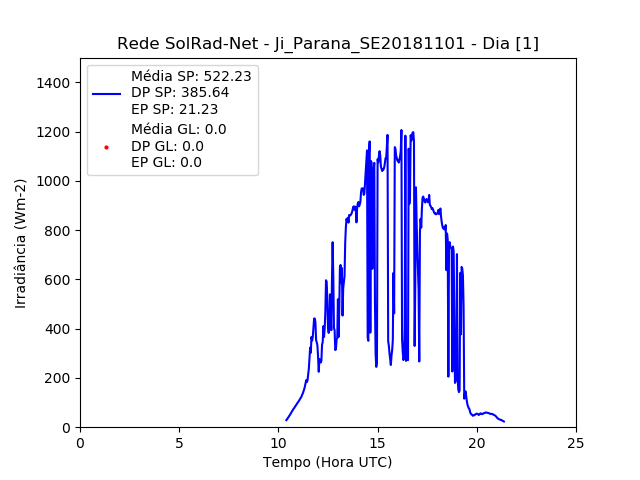 Rede SolRad-Net - Ji_Parana_SE20181101 - Dia [1]
Média SP: 522.23
DP SP: 385.64
EP SP: 21.23
Média GL: 0.0
DP GL: 0.0
EP GL: 0.0
Irradiância (Wm-2)
1400
1200
1000
800
600
400
200
0
0 5 10 15 20 25
Tempo (Hora UTC)